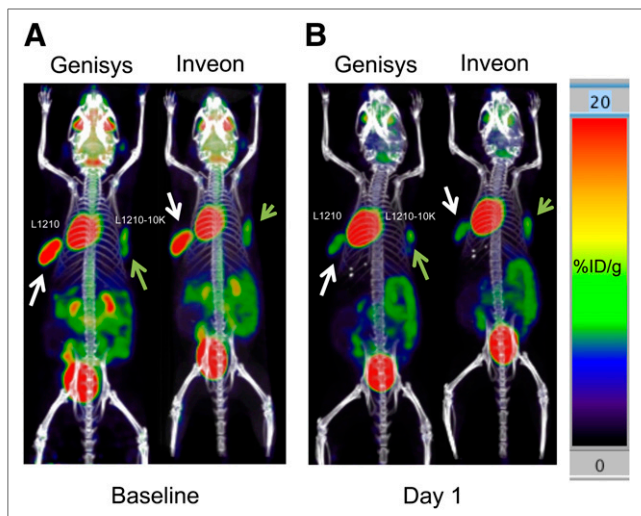 A
B
Genisys
Inveon
Genisys
Inveon
20
L1210
L1210-10K
L1210
L1210-10K
%ID/g
0
Baseline
Day 1